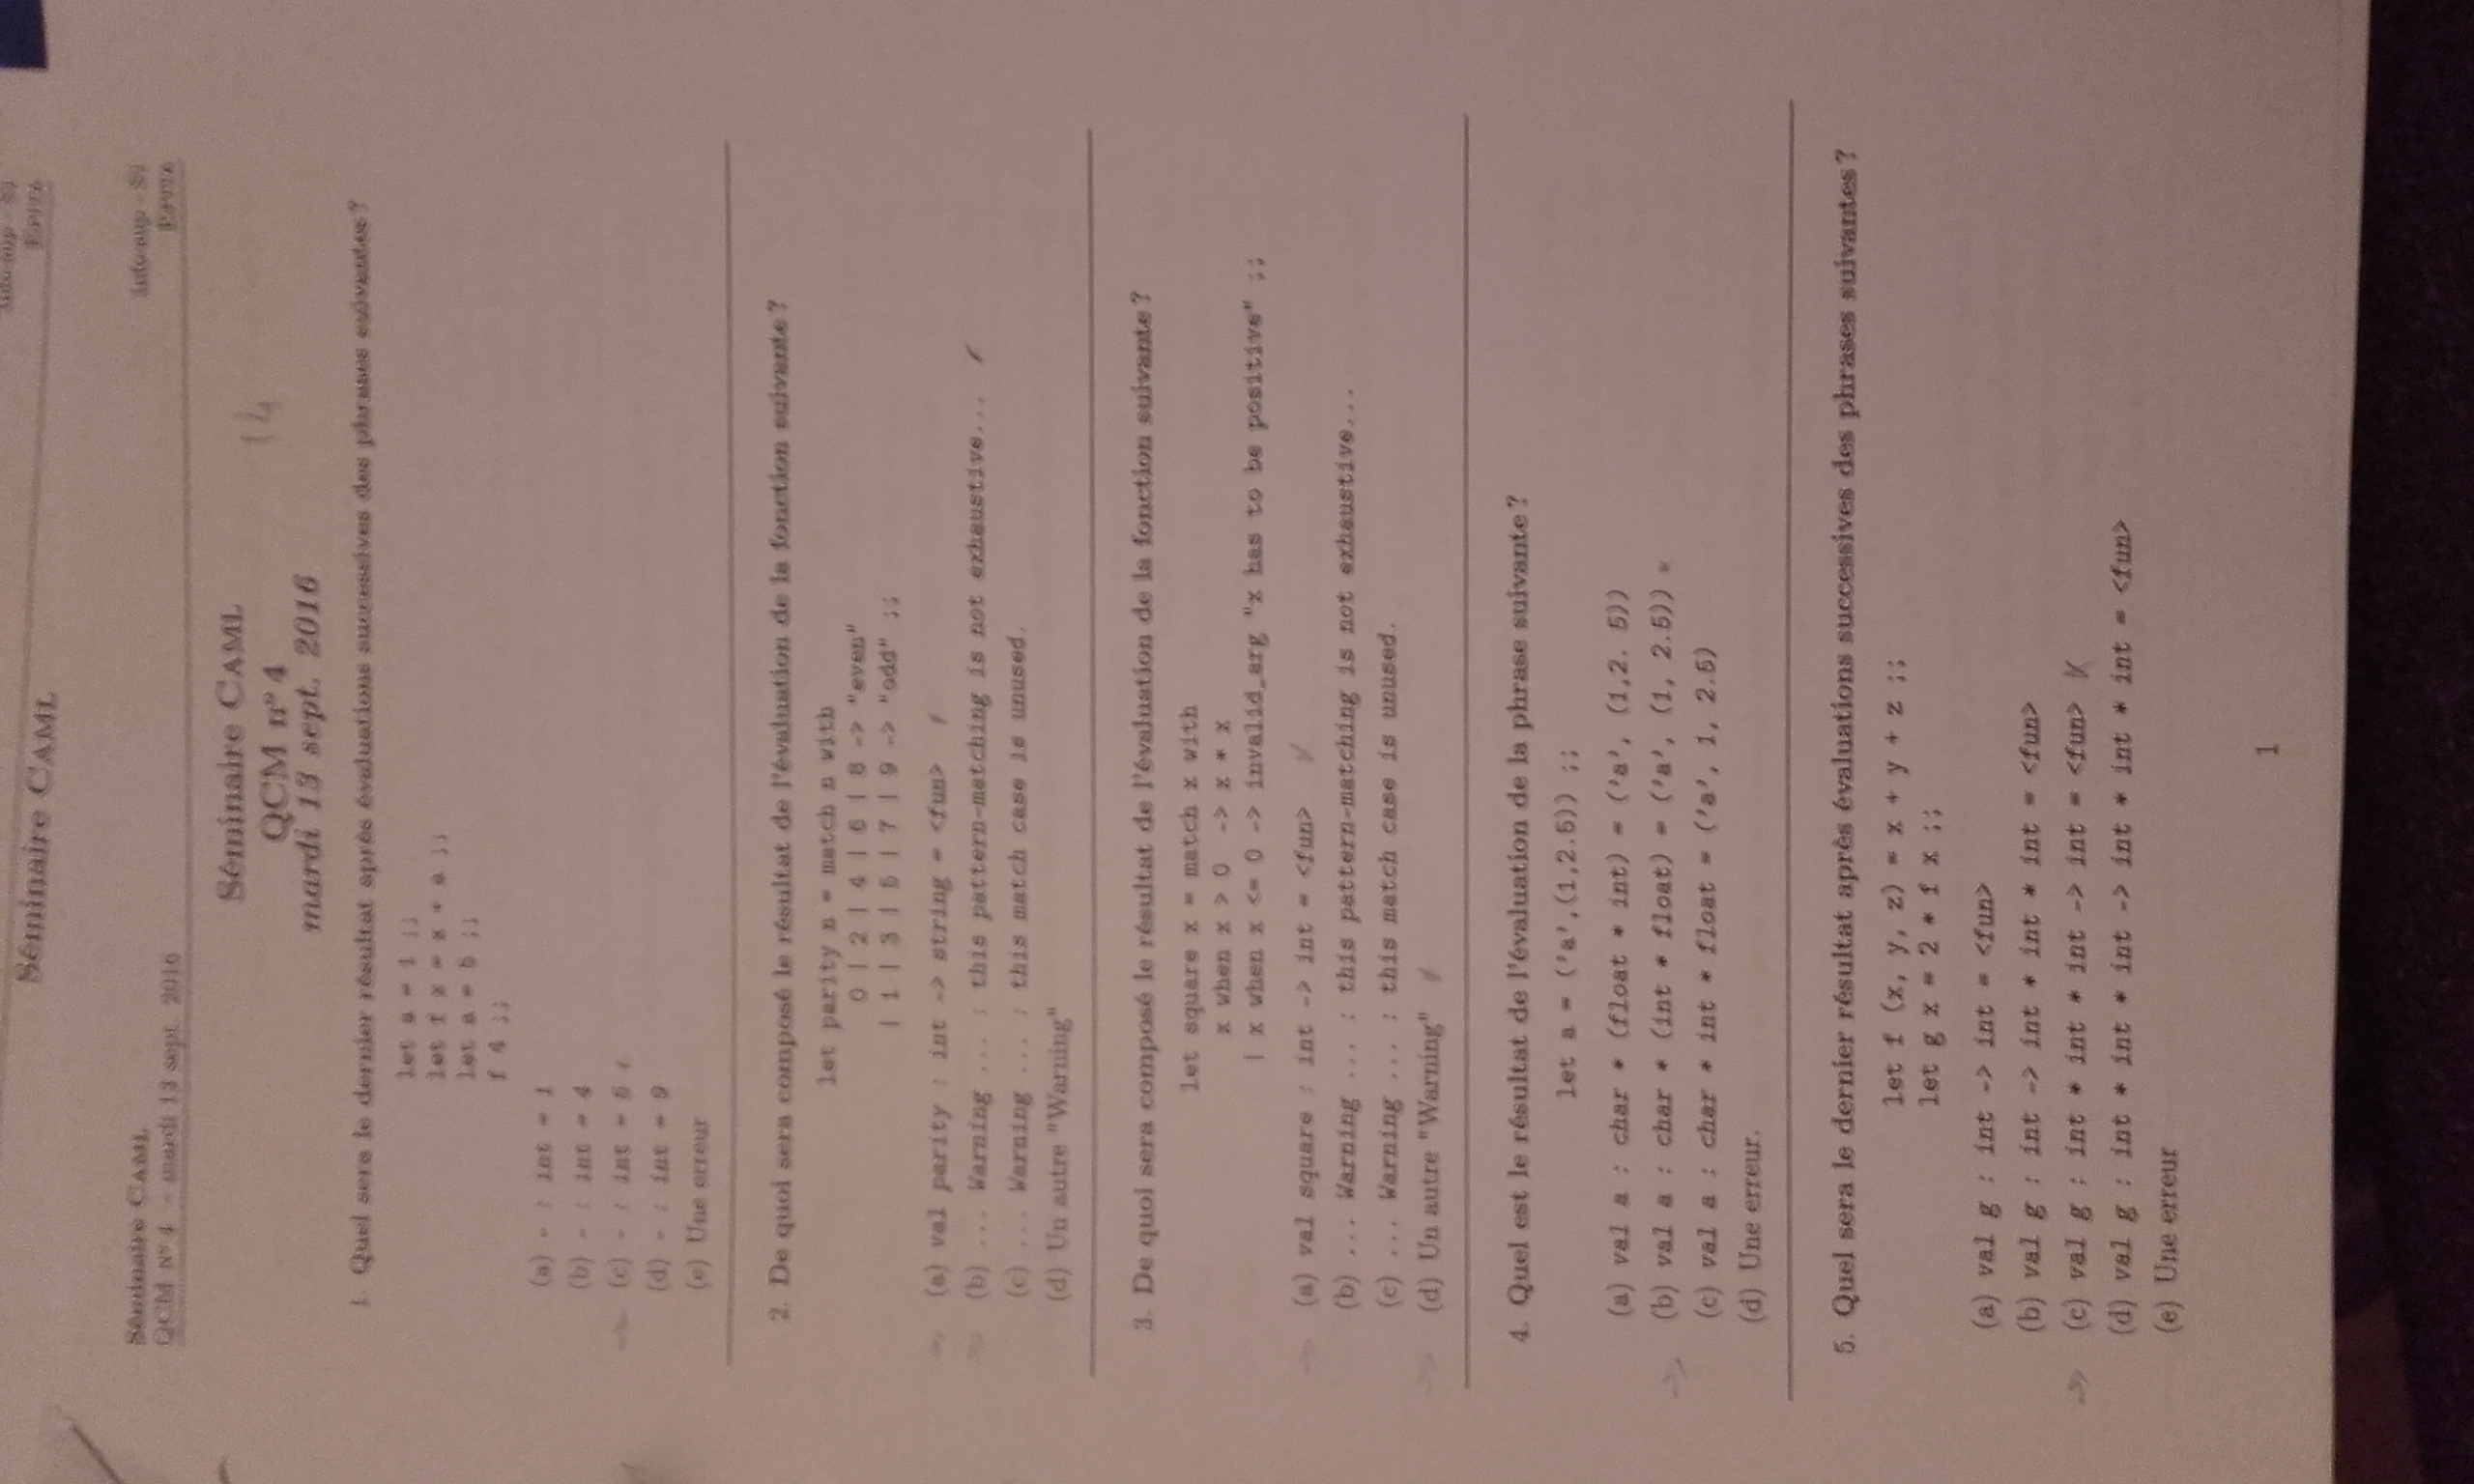 Séminaire CAML
Info-sup - S#
EPITA
Séminaire CAML
Info-sup - S#
QCM N° 4 – mardi 13 sept. 2016
EPITA
Séminaire CAML
QCM n° 4
14
mardi 13 sept. 2016
1. Quel sera le dernier résultat après évaluations successives des phrases suivantes ?
let a = 1 ;;
let f x = x + a ;;
let a = 5 ;;
f 4 ;;
(a) - : int = 1
(b) - : int = 4
(c) - : int = 5
(d) - : int = 9
(e) Une erreur
2. De quoi sera composé le résultat de l'évaluation de la fonction suivante ?
let parity n = match n with
0 | 2 | 4 | 6 | 8 -> "even"
| 1 | 3 | 5 | 7 | 9 -> "odd" ;;
(a) val parity : int -> string = <fun>
(b) ... Warning ... : this pattern-matching is not exhaustive...
(c) ... Warning ... : this match case is unused.
(d) Un autre "Warning"
3. De quoi sera composé le résultat de l'évaluation de la fonction suivante ?
let square x = match x with
x when x > 0 -> x * x
| x when x <= 0 -> invalid_arg "x has to be positive" ;;
(a) val square : int -> int = <fun>
(b) ... Warning ... : this pattern-matching is not exhaustive...
(c) ... Warning ... : this match case is unused.
(d) Un autre "Warning"
4. Quel est le résultat de l'évaluation de la phrase suivante ?
let a = ('a',(1,2.5)) ;;
(a) val a : char * (float * int) = ('a', (1,2. 5))
(b) val a : char * (int * float) = ('a', (1, 2.5))
(c) val a : char * int * float = ('a', 1, 2.5)
(d) Une erreur.
5. Quel sera le dernier résultat après évaluations successives des phrases suivantes ?
let f (x, y, z) = x + y + z ;;
let g x = 2 * f x ;;
(a) val g : int -> int = <fun>
(b) val g : int -> int * int * int = <fun>
(c) val g : int * int * int -> int = <fun>
(d) val g : int * int * int -> int * int * int = <fun>
(e) Une erreur
1